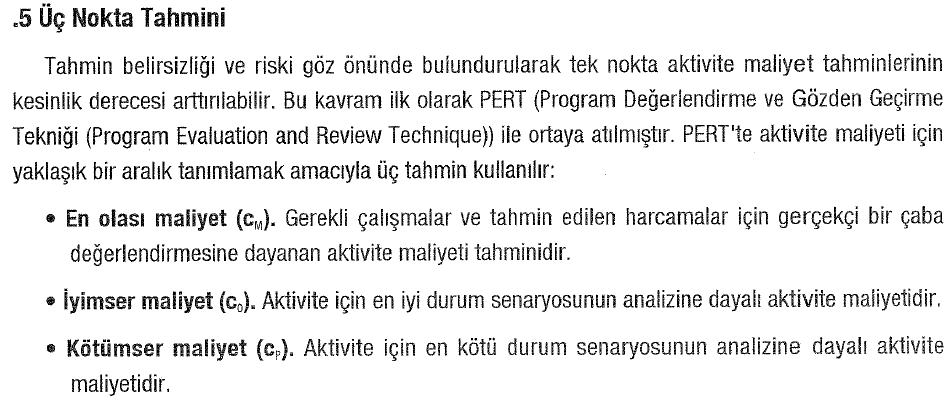 .5 Üç Nokta Tahmini
Tahmin belirsizliği ve riski göz önünde bulundurularak tek nokta aktivite maliyet tahminlerinin
kesinlik derecesi arttırılabilir. Bu kavram ilk olarak PERT (Program Değerlendirme ve Gözden Geçirme
Tekniği (Program Evaluation and Review Technique)) ile ortaya atılmıştır. PERT'te aktivite maliyeti için
yaklaşık bir aralık tanımlamak amacıyla üç tahmin kullanılır:
• En olası maliyet (cM). Gerekli çalışmalar ve tahmin edilen harcamalar için gerçekçi bir çaba
değerlendirmesine dayanan aktivite maliyeti tahminidir.
• İyimser maliyet (co). Aktivite için en iyi durum senaryosunun analizine dayalı aktivite maliyetidir.
• Kötümser maliyet (cP). Aktivite için en kötü durum senaryosunun analizine dayalı aktivite
maliyetidir.